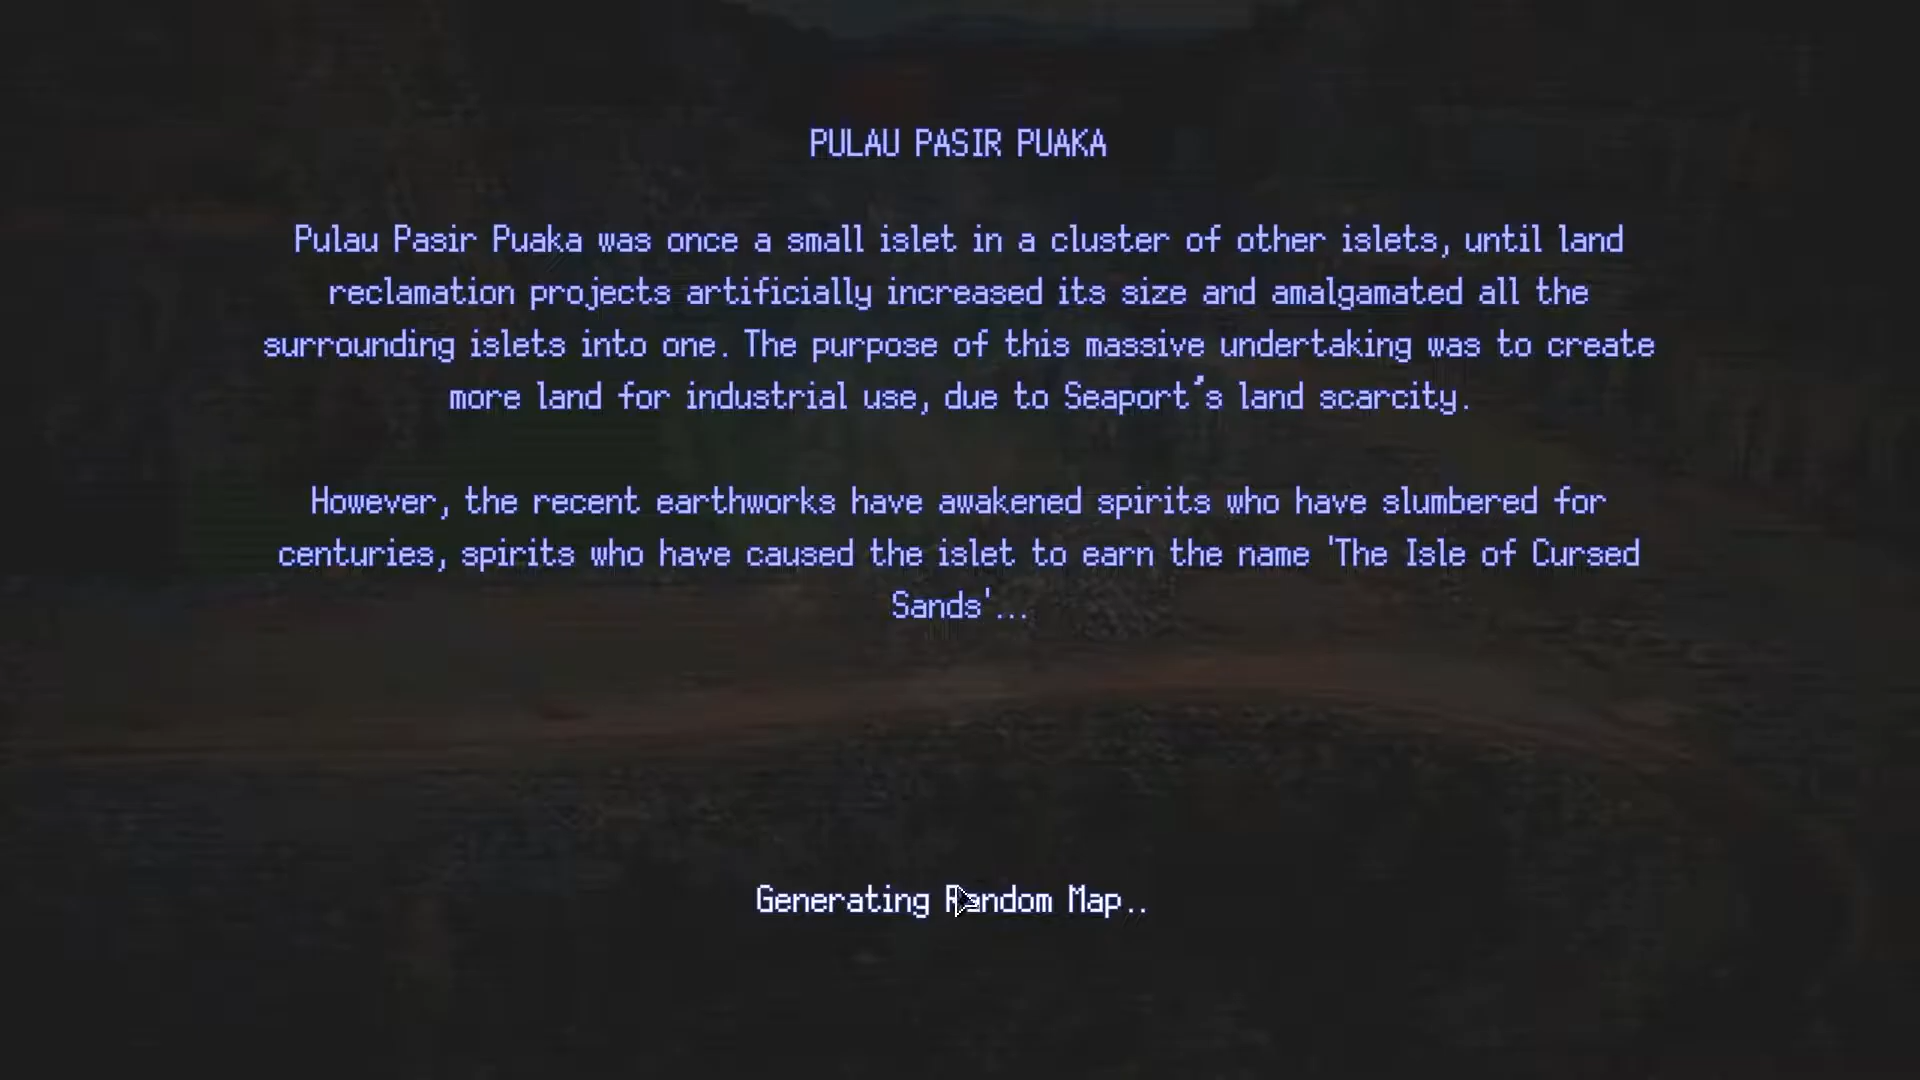 PULAU PASIR PUAKA
Pulau Pasir Puaka was once a small islet in a cluster of other islets, until land
reclamation projects artificially increased its size and amalgamated all the
surrounding islets into one. The purpose of this massive undertaking was to create
more land for industrial use, due to Seaport's land scarcity.
However, the recent earthworks have awakened spirits who have slumbered for
centuries, spirits who have caused the islet to earn the name 'The Isle of Cursed
Sands'...
Generating Random Map..